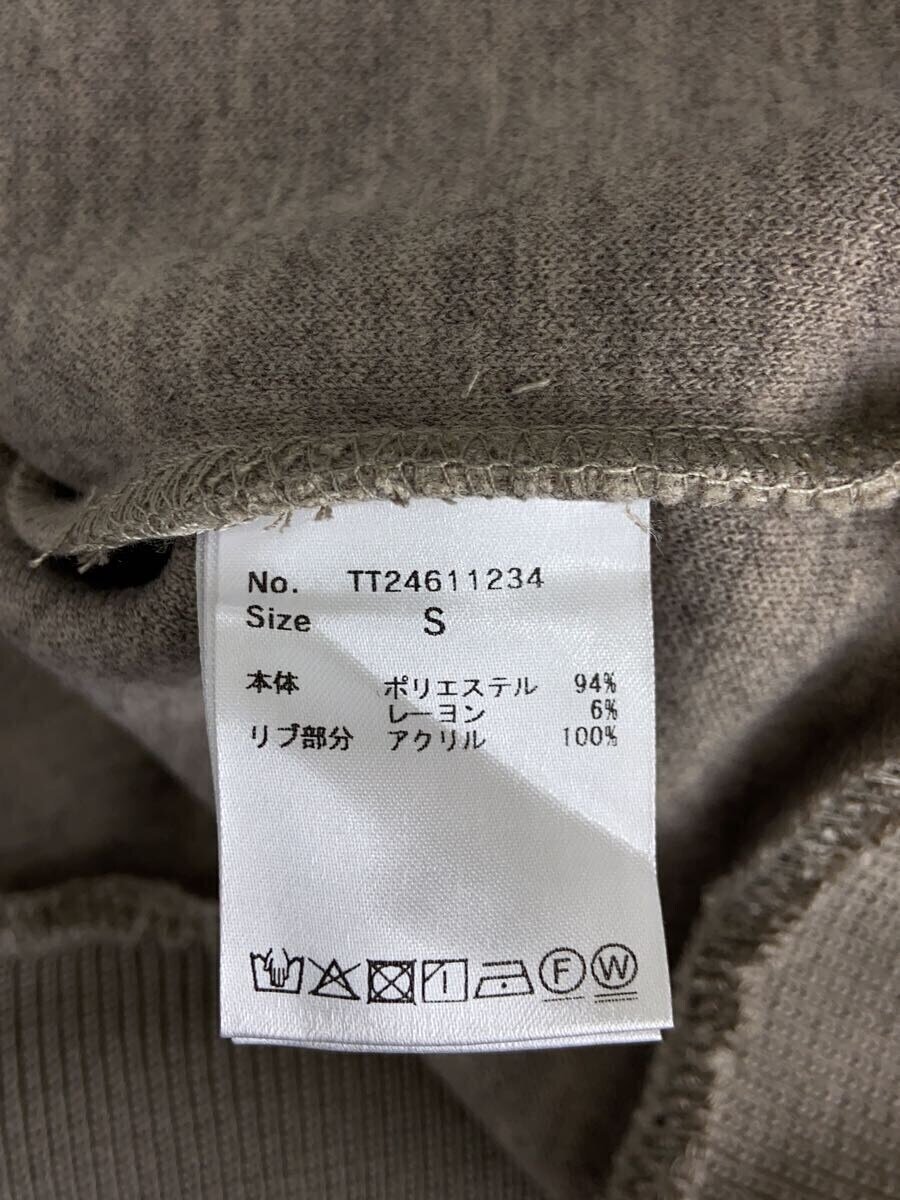 No. TT24611234
Size S
本体 ポリエステル 94%
レーヨン 6%
リブ部分 アクリル 100%
F W